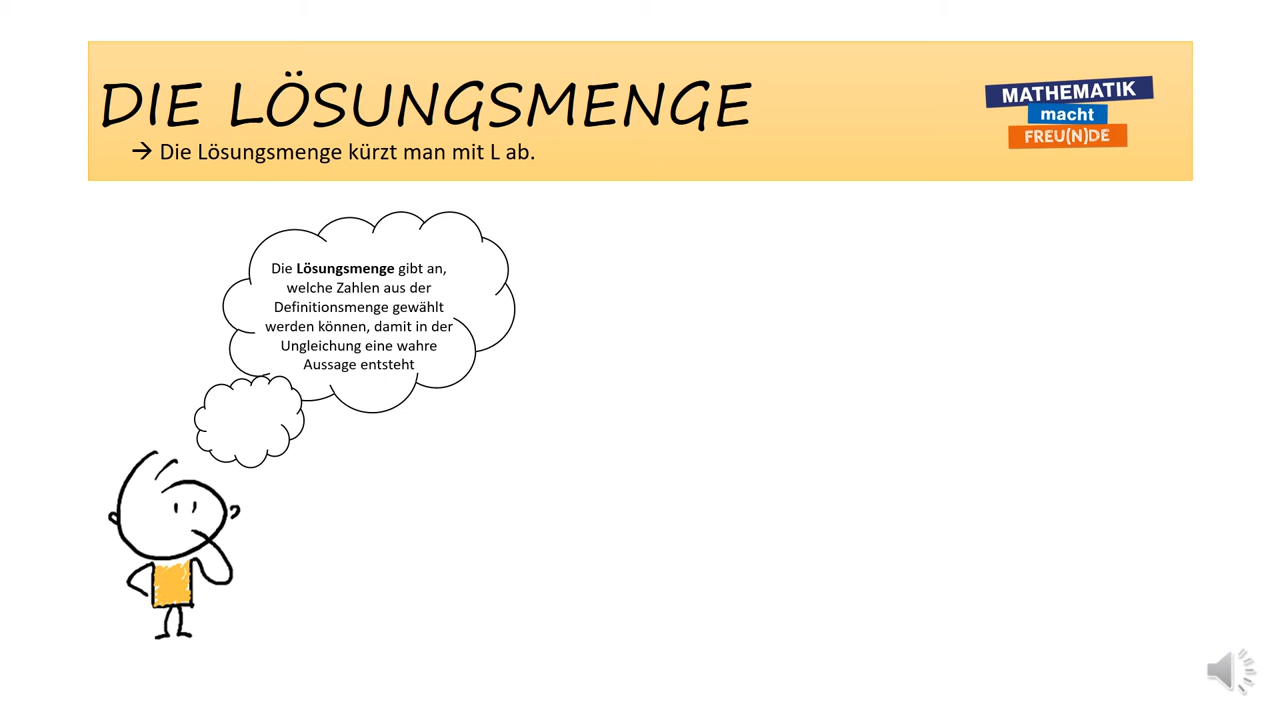 DIE LÖSUNGSMENGE
→ Die Lösungsmenge kürzt man mit L ab.
MATHEMATIK
macht
FREU(N)DE
Die Lösungsmenge gibt an,
welche Zahlen aus der
Definitionsmenge gewählt
werden können, damit in der
Ungleichung eine wahre
Aussage entsteht